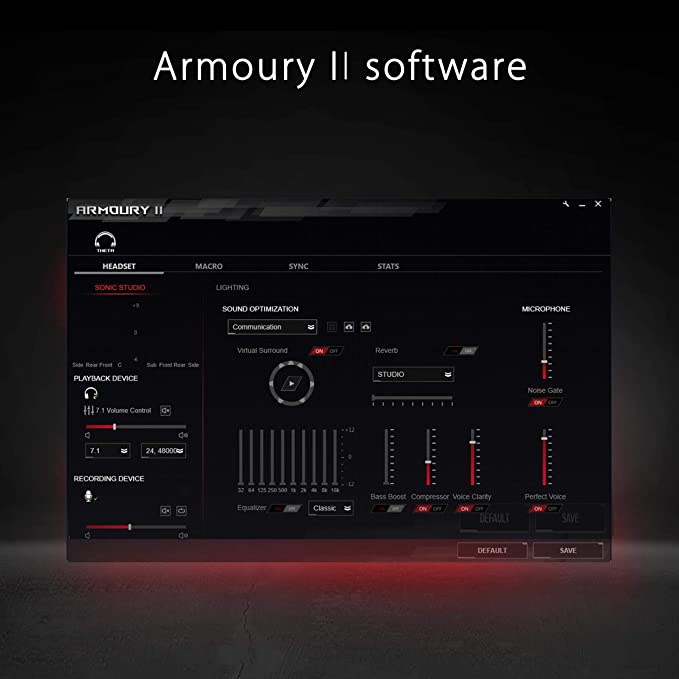 Armoury II software
ARMOURY II
THETA
HEADSET MACRO SYNC STATS
SONIC STUDIO LIGHTING
+9
0
-6
Side Rear Front C Sub Front Rear Side
SOUND OPTIMIZATION
Communication
Virtual Surround ON OFF
Reverb ON OFF
STUDIO
MICROPHONE
Noise Gate
ON OFF
PLAYBACK DEVICE
7.1 Volume Control
7.1 24, 48000
RECORDING DEVICE
+12
0
-12
32 64 125 250 500 1k 2k 4k 8k 16k
Equalizer ON OFF Classic
Bass Boost Compressor Voice Clarity Perfect Voice
ON OFF ON OFF ON OFF ON OFF
DEFAULT SAVE
DEFAULT SAVE